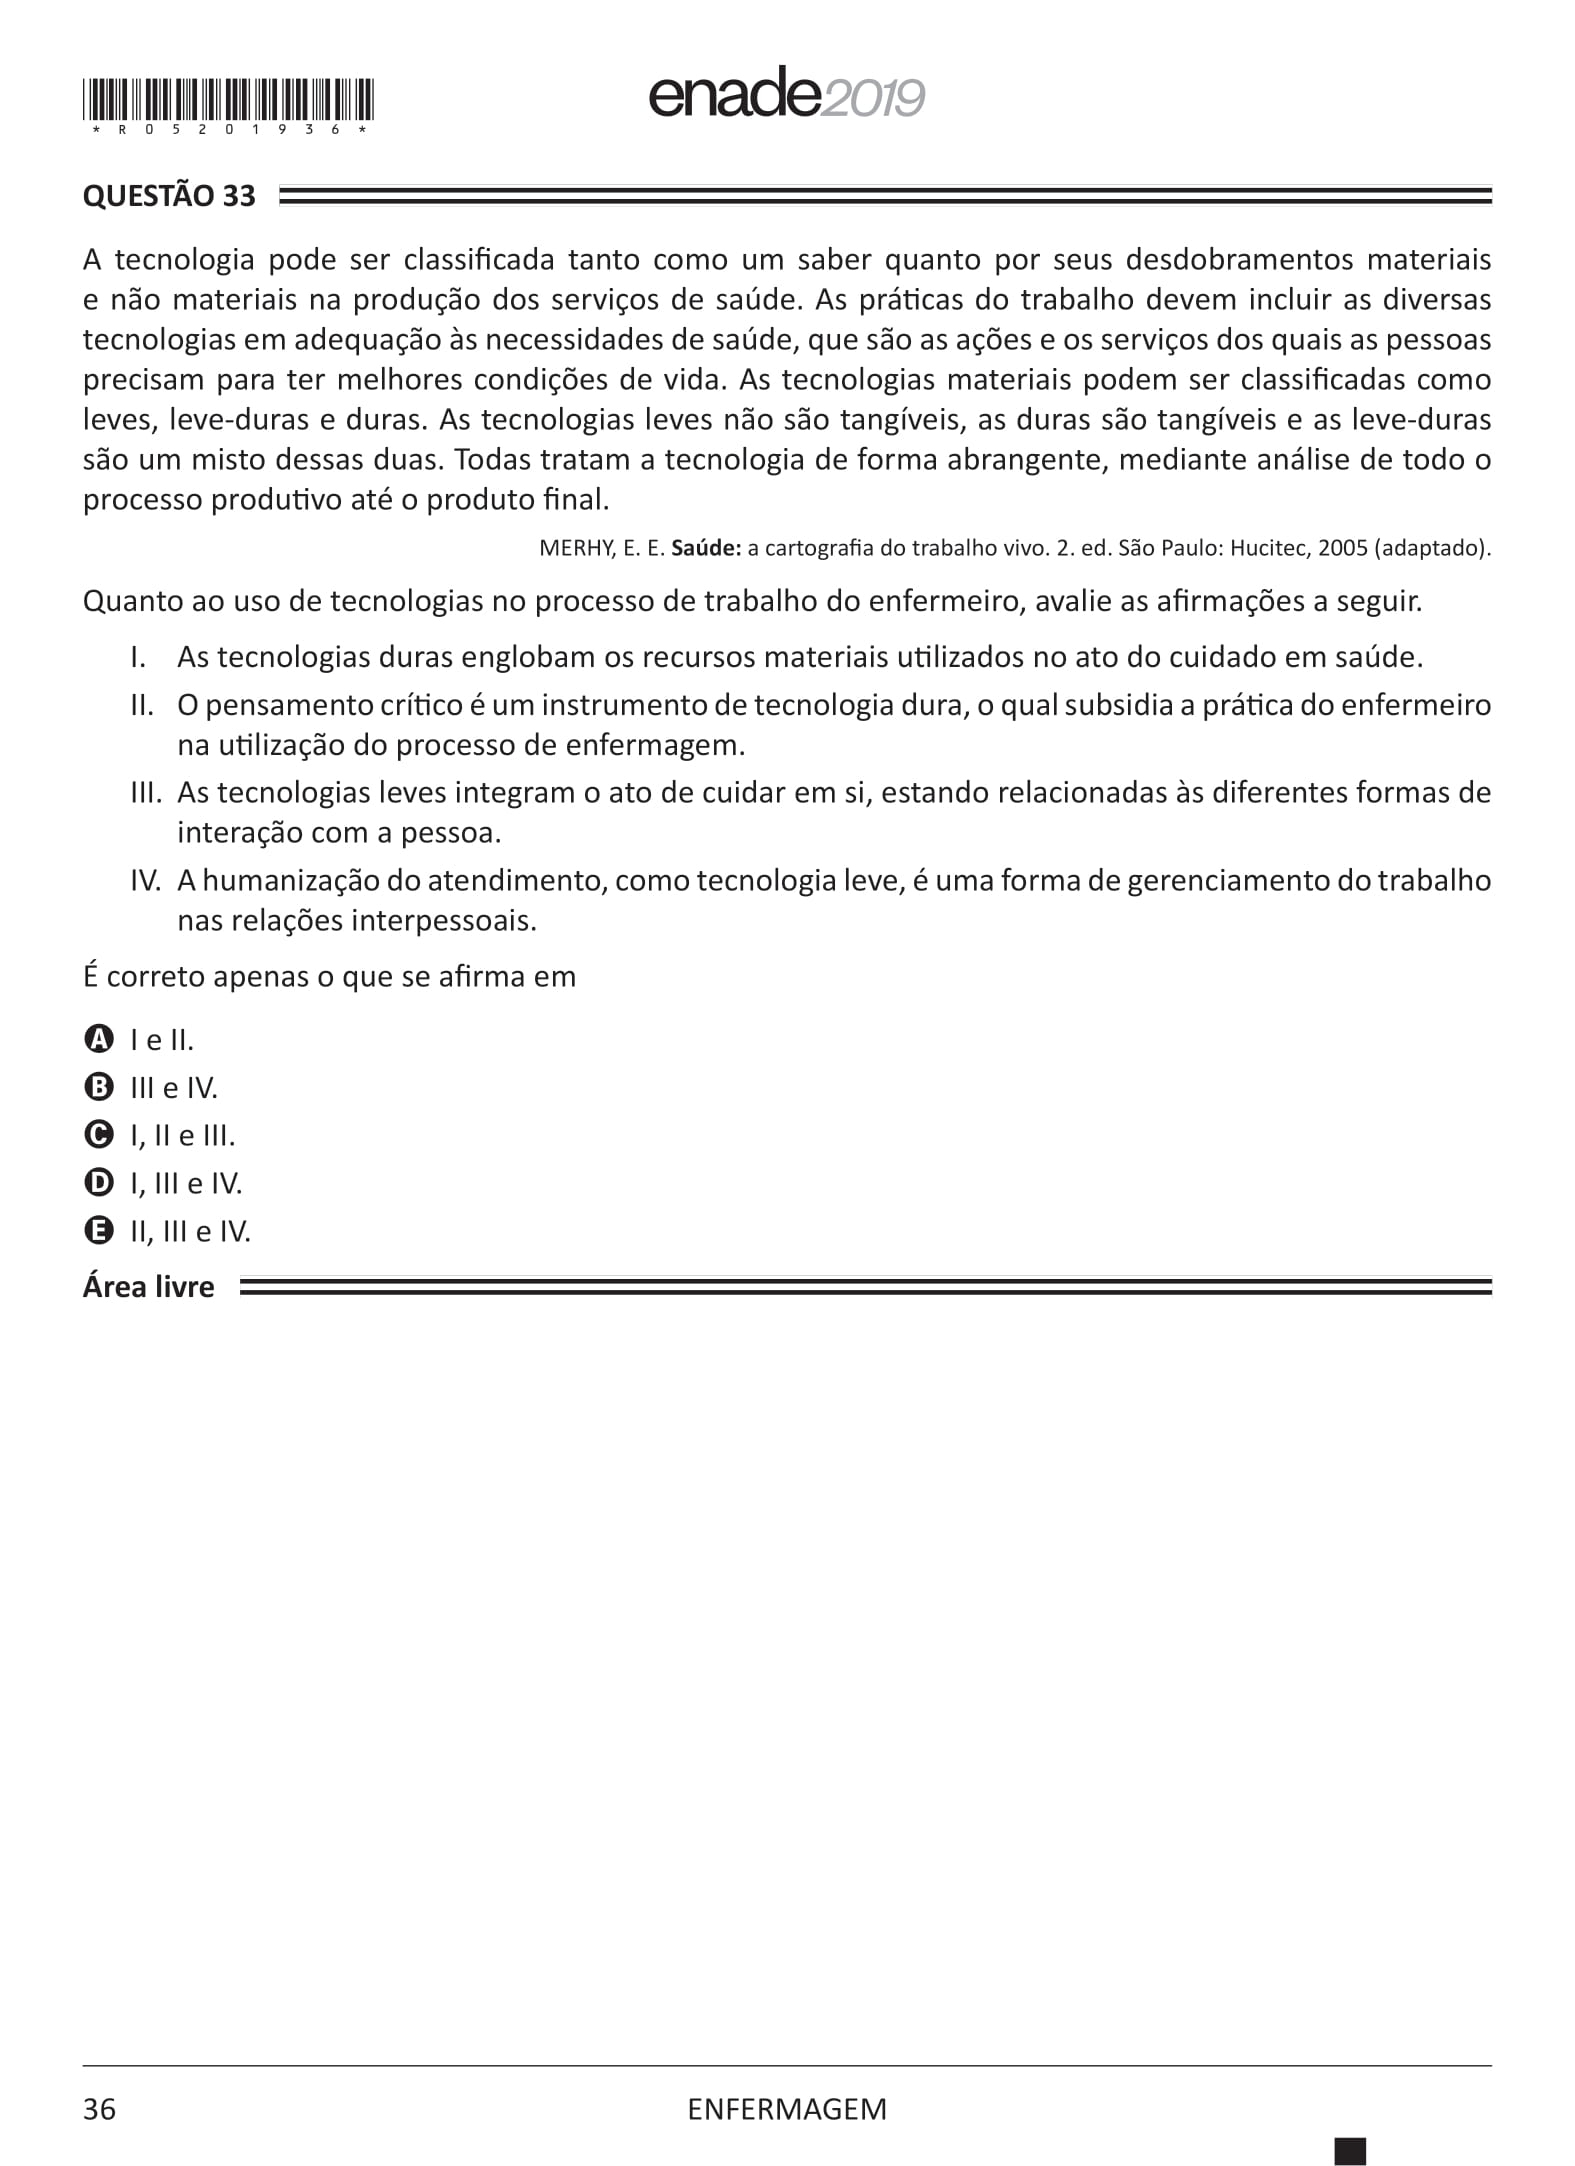 *R05201936*
enade2019
QUESTÃO 33
A tecnologia pode ser classificada tanto como um saber quanto por seus desdobramentos materiais
e não materiais na produção dos serviços de saúde. As práticas do trabalho devem incluir as diversas
tecnologias em adequação às necessidades de saúde, que são as ações e os serviços dos quais as pessoas
precisam para ter melhores condições de vida. As tecnologias materiais podem ser classificadas como
leves, leve-duras e duras. As tecnologias leves não são tangíveis, as duras são tangíveis e as leve-duras
são um misto dessas duas. Todas tratam a tecnologia de forma abrangente, mediante análise de todo o
processo produtivo até o produto final.
MERHY, E. E. Saúde: a cartografia do trabalho vivo. 2. ed. São Paulo: Hucitec, 2005 (adaptado).
Quanto ao uso de tecnologias no processo de trabalho do enfermeiro, avalie as afirmações a seguir.
I. As tecnologias duras englobam os recursos materiais utilizados no ato do cuidado em saúde.
II. O pensamento crítico é um instrumento de tecnologia dura, o qual subsidia a prática do enfermeiro
na utilização do processo de enfermagem.
III. As tecnologias leves integram o ato de cuidar em si, estando relacionadas às diferentes formas de
interação com a pessoa.
IV. A humanização do atendimento, como tecnologia leve, é uma forma de gerenciamento do trabalho
nas relações interpessoais.
É correto apenas o que se afirma em
A I e II.
B III e IV.
C I, II e III.
D I, III e IV.
E II, III e IV.
Área livre
36
ENFERMAGEM